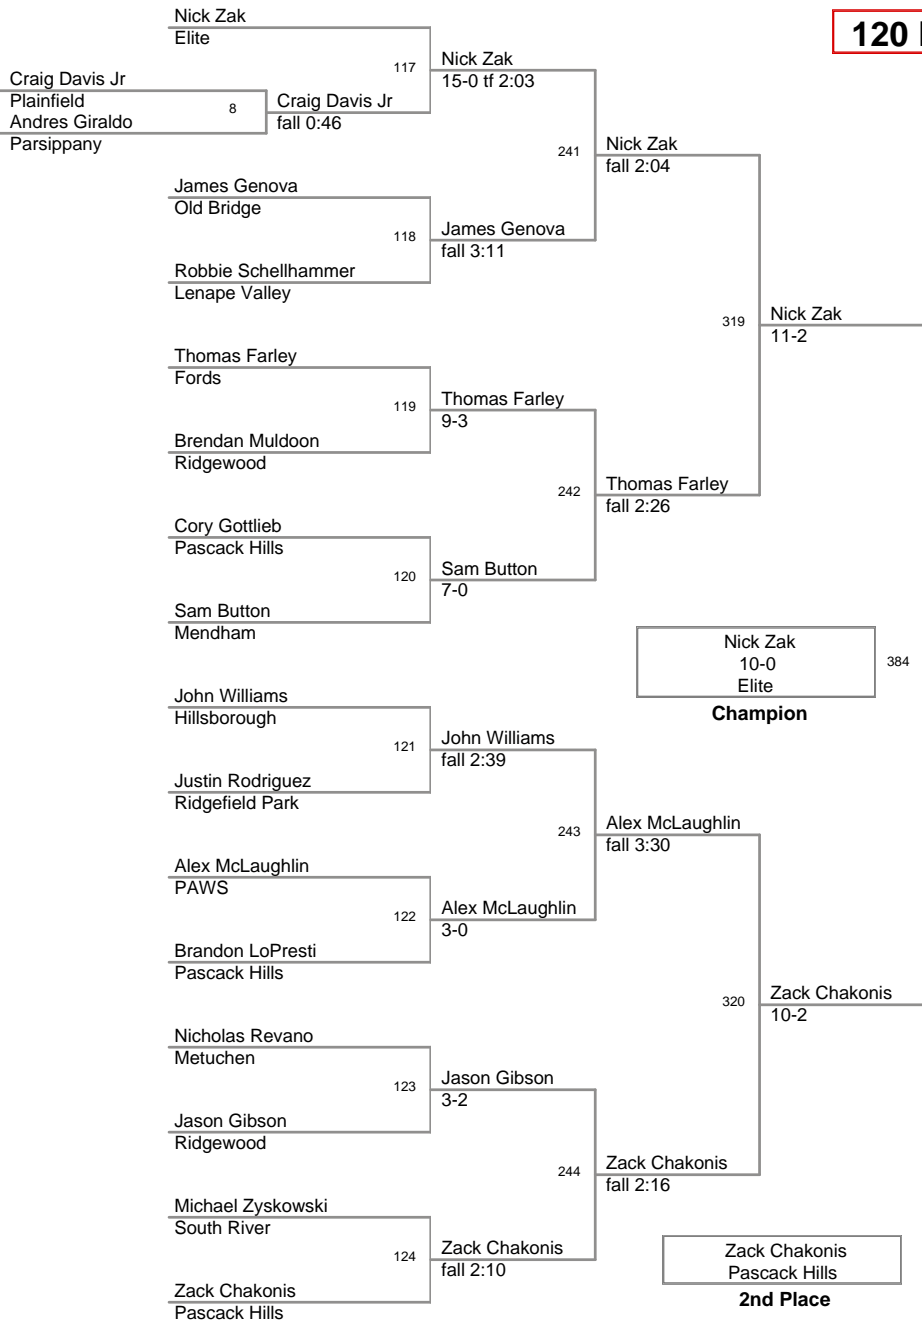 Nick Zak
Elite
120
117
Nick Zak
15-0 tf 2:03
Craig Davis Jr
Plainfield
8
Craig Davis Jr
fall 0:46
Andres Giraldo
Parsippany
241
Nick Zak
fall 2:04
James Genova
Old Bridge
118
James Genova
fall 3:11
Robbie Schellhammer
Lenape Valley
319
Nick Zak
11-2
Thomas Farley
Fords
119
Thomas Farley
9-3
Brendan Muldoon
Ridgewood
242
Thomas Farley
fall 2:26
Cory Gottlieb
Pascack Hills
120
Sam Button
7-0
Sam Button
Mendham
Nick Zak
10-0
Elite
384
Champion
John Williams
Hillsborough
121
John Williams
fall 2:39
Justin Rodriguez
Ridgefield Park
243
Alex McLaughlin
fall 3:30
Alex McLaughlin
PAWS
122
Alex McLaughlin
3-0
Brandon LoPresti
Pascack Hills
320
Zack Chakonis
10-2
Nicholas Revano
Metuchen
123
Jason Gibson
3-2
Jason Gibson
Ridgewood
244
Zack Chakonis
fall 2:16
Michael Zyskowski
South River
124
Zack Chakonis
fall 2:10
Zack Chakonis
Pascack Hills
Zack Chakonis
Pascack Hills
2nd Place